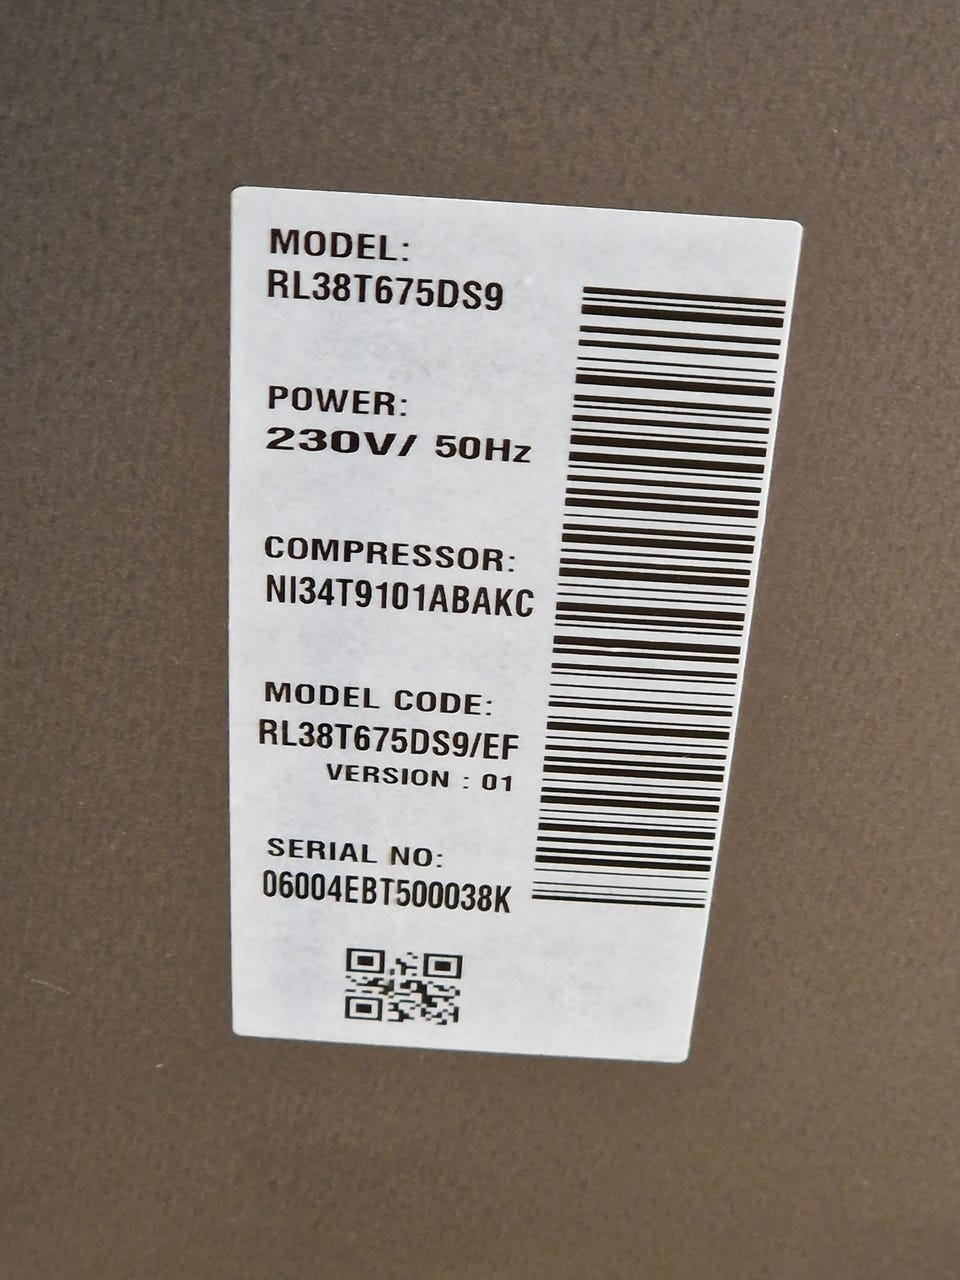 MODEL:
RL38T675DS9
POWER:
230V/ 50Hz
COMPRESSOR:
NI34T9101ABAKC
MODEL CODE:
RL38T675DS9/EF
VERSION : 01
SERIAL NO:
06004EBT500038K